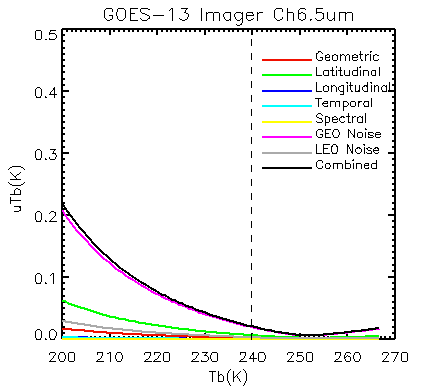 GOES-13 Imager Ch6.5um
0.5
0.4
0.3
0.2
0.1
0.0
uTb(K)
Geometric
Latitudinal
Longitudinal
Temporal
Spectral
GEO Noise
LEO Noise
Combined
200 210 220 230 240 250 260 270
Tb(K)